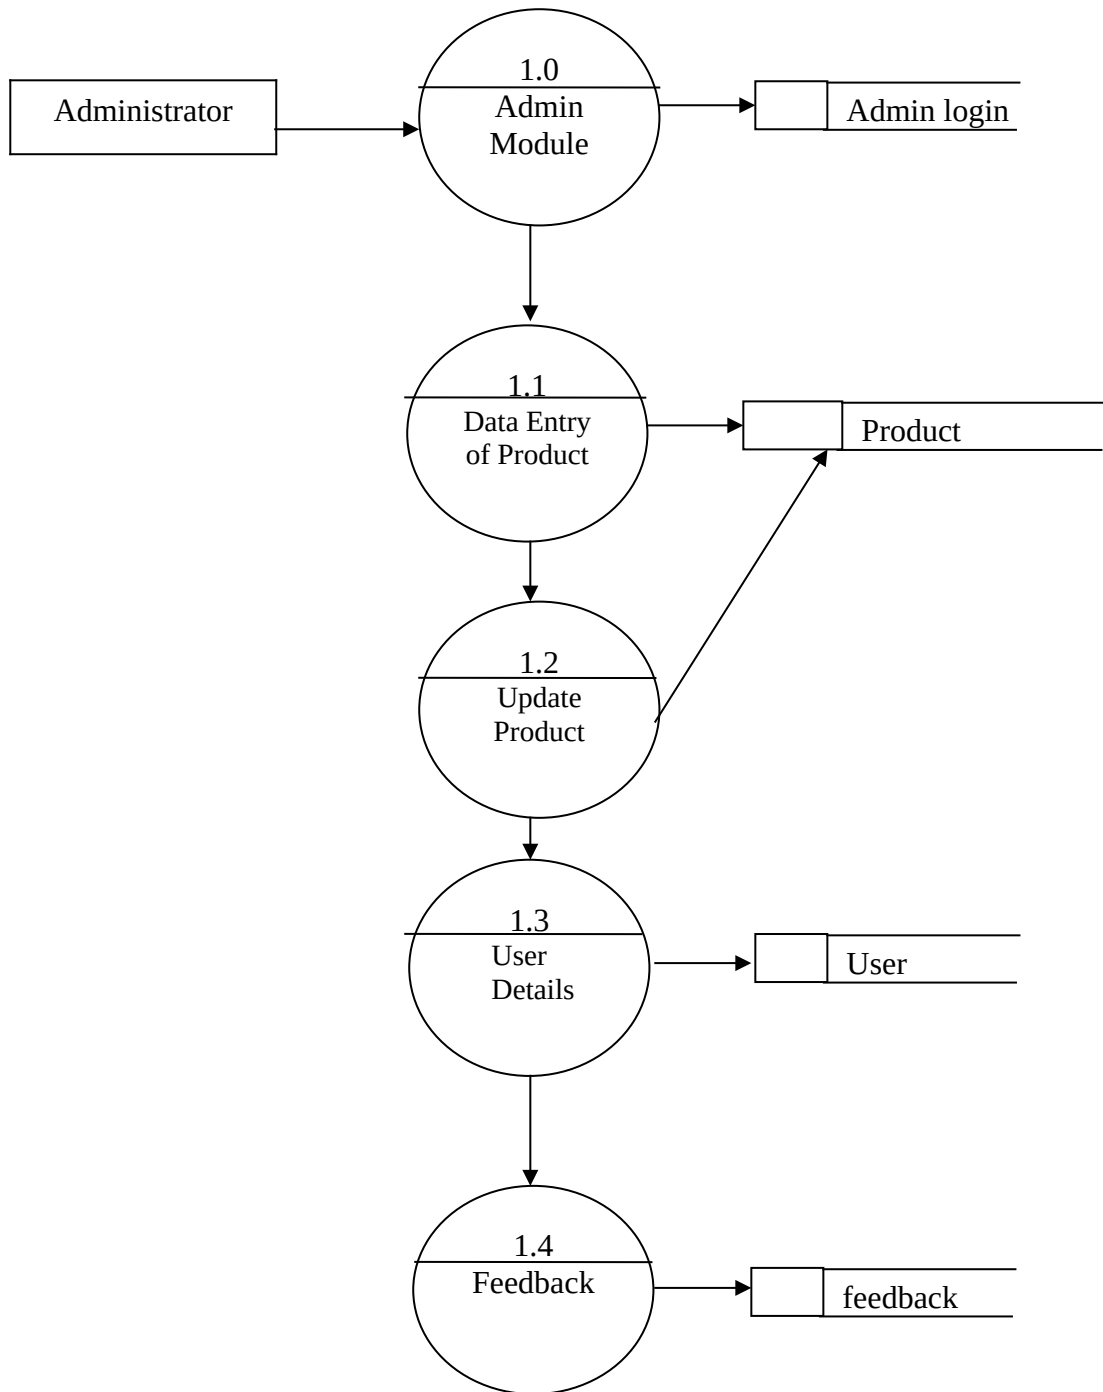 1.0
Administrator
Admin
Module
Admin login
1.1
Data Entry
of Product
Product
1.2
Update
Product
1.3
User
Details
User
1.4
Feedback
feedback